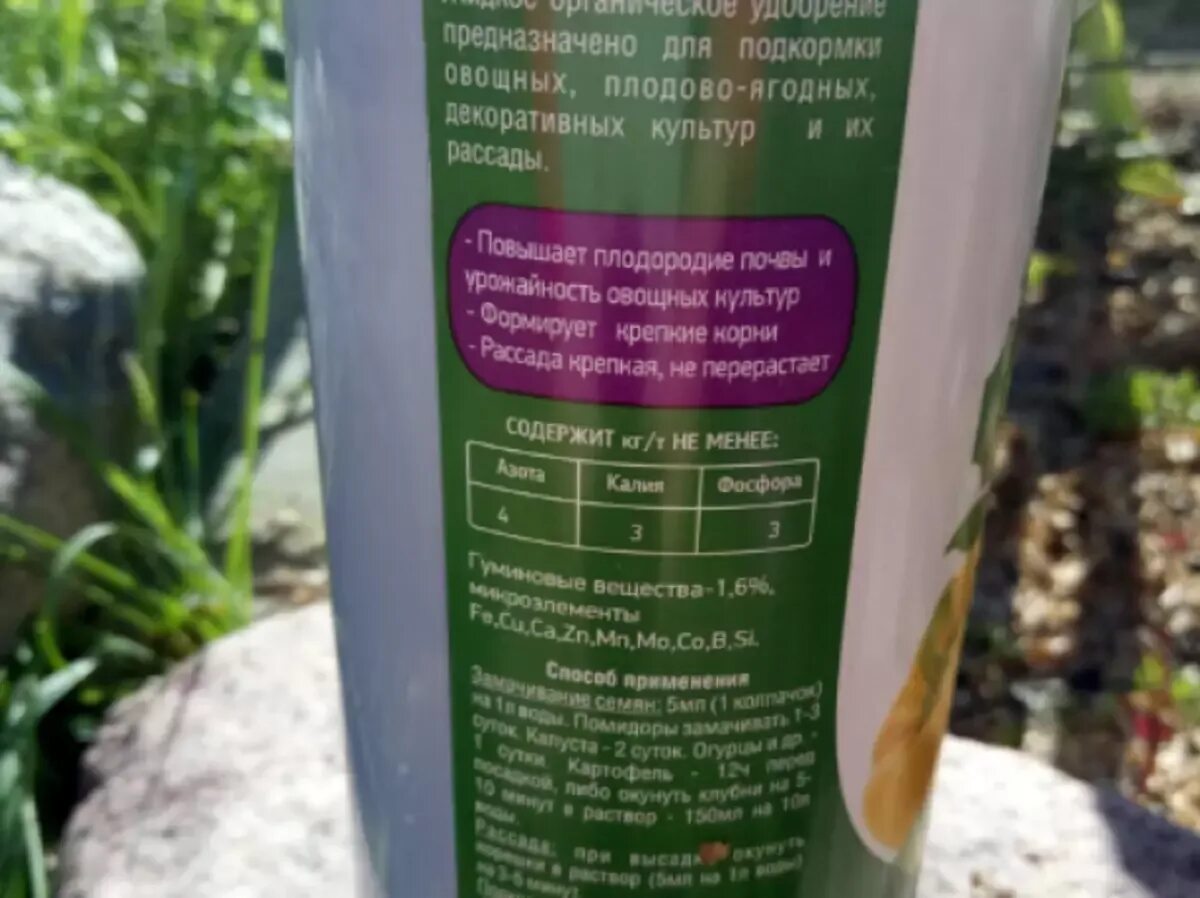 Жидкое органическое удобрение
предназначено для подкормки
овощных, плодово-ягодных,
декоративных культур и их
рассады.
- Повышает плодородие почвы и
урожайность овощных культур
- Формирует крепкие корни
- Рассада крепкая, не перерастает
СОДЕРЖИТ кг/т НЕ МЕНЕЕ:
Азота Калия Фосфора
4 3 3
Гуминовые вещества-1,6%,
микроэлементы
Fe,Cu,Ca,Zn,Mn,Mo,Co,B,Si.
Способ применения
Замачивание семян: 5мл (1 колпачок)
на 1л воды. Помидоры замачивать 1-3
суток. Капуста - 2 суток. Огурцы и др. -
1 сутки. Картофель - 12ч перед
посадкой, либо окунуть клубни на 5-
10 минут в раствор - 150мл на 10л
воды.
Рассада: при окунуть
корешки в раствор (5мл на 1л воды)
на 3-5 минут